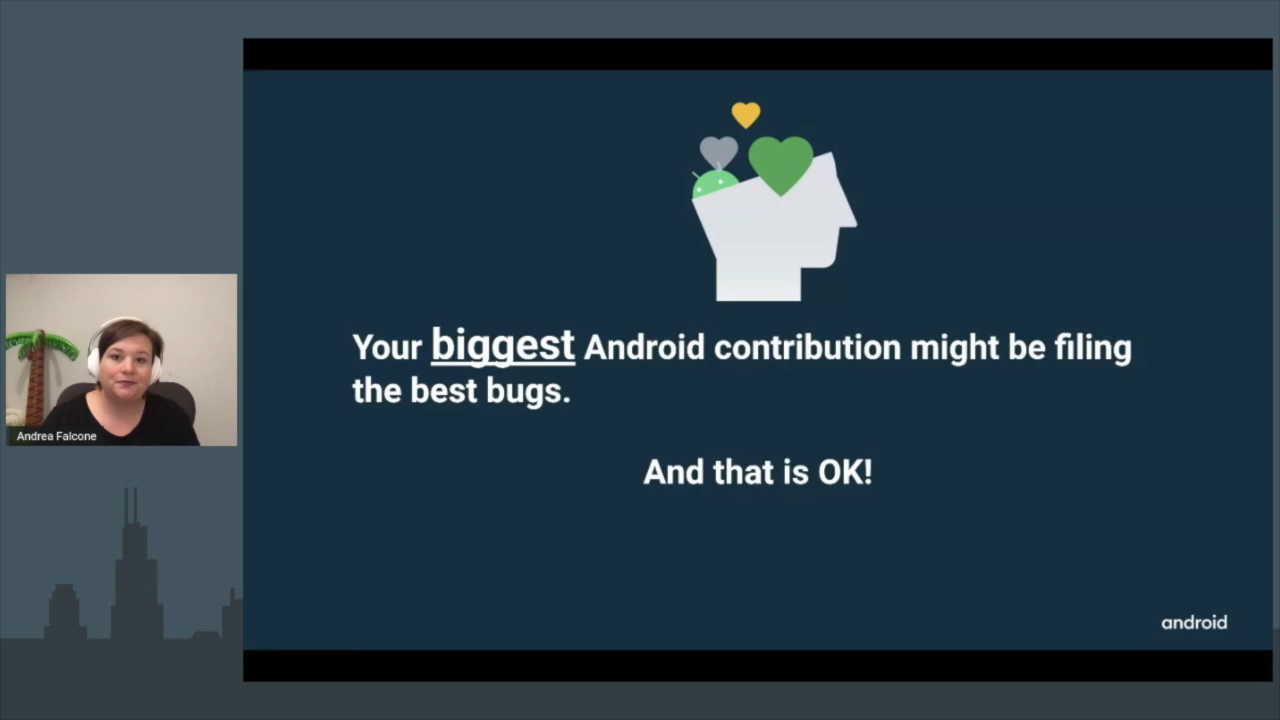 Your biggest Android contribution might be filing
the best bugs.
And that is OK!
Andrea Falcone
android